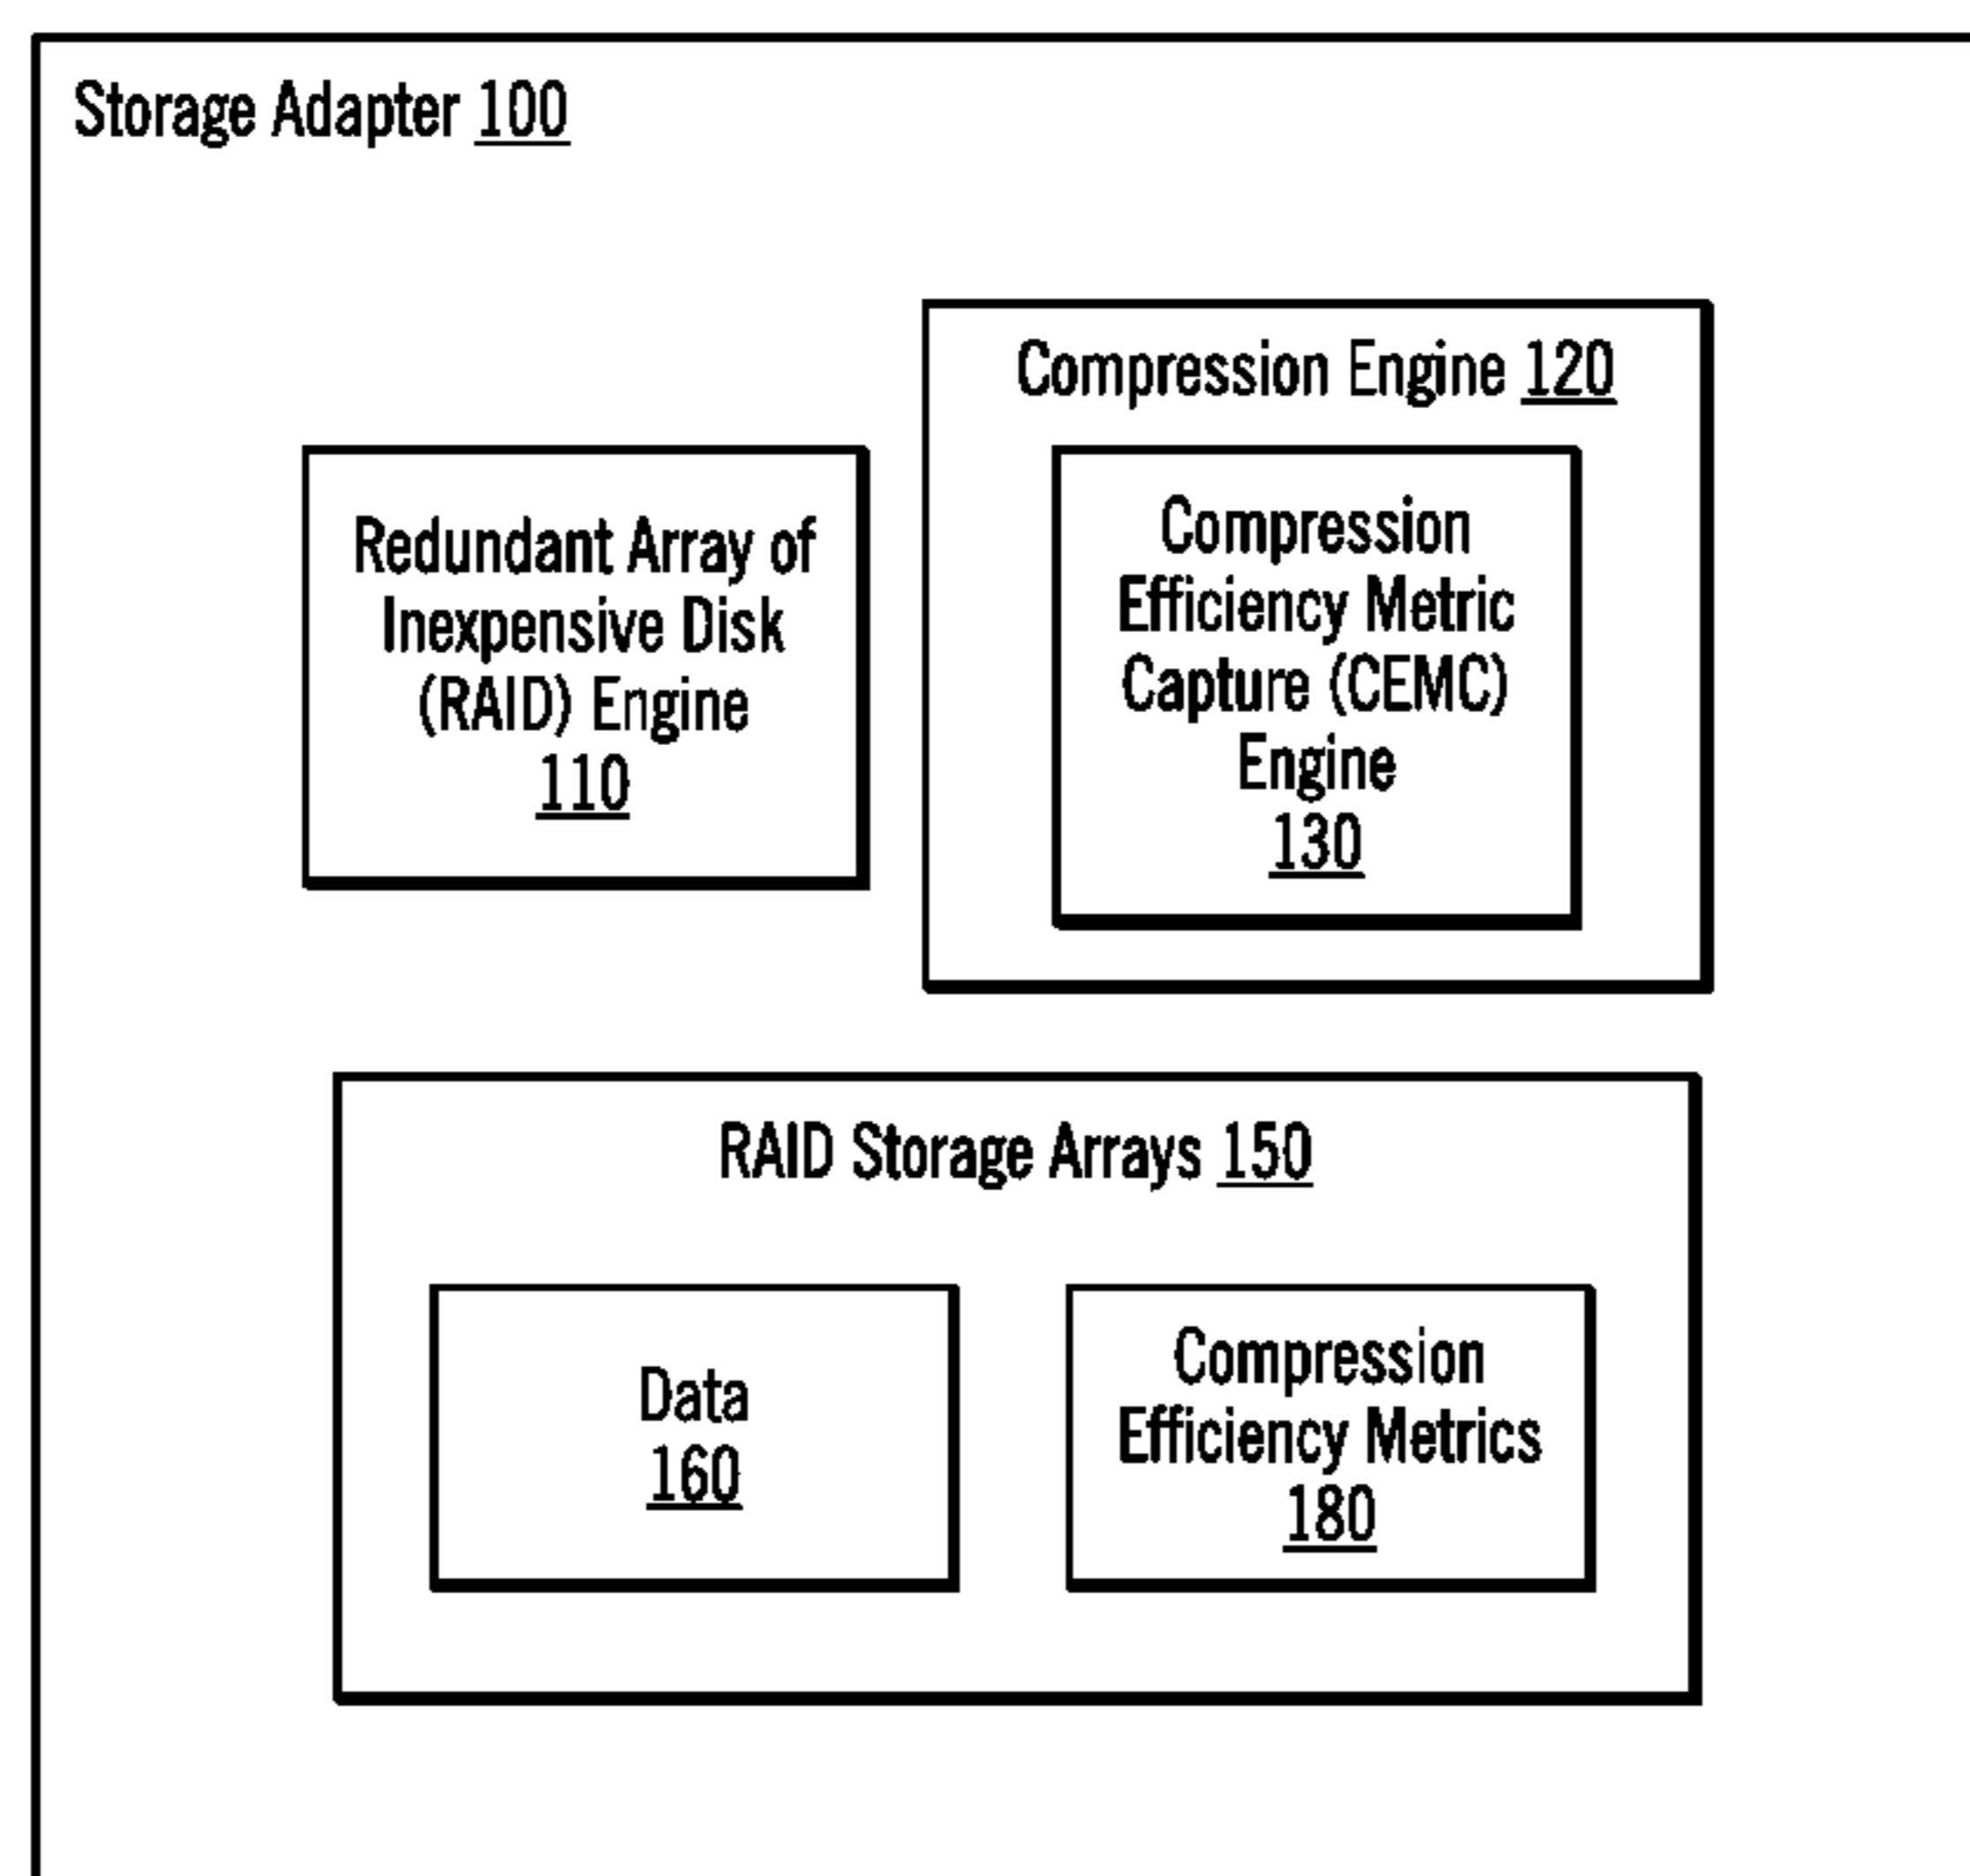 Storage Adapter 100
Compression Engine 120
Redundant Array of
Inexpensive Disk
(RAID) Engine
110
Compression
Efficiency Metric
Capture (CEMC)
Engine
130
RAID Storage Arrays 150
Data
160
Compression
Efficiency Metrics
180